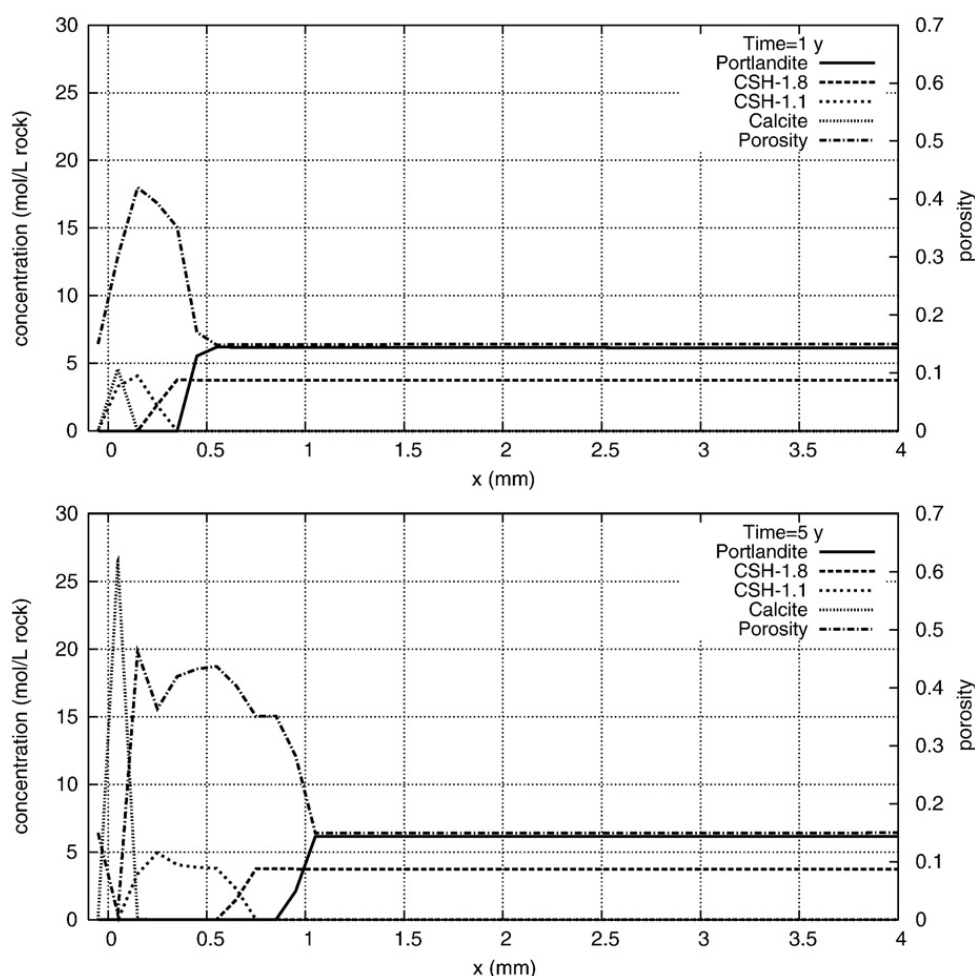 30
25
20
15
10
5
0
concentration (mol/L rock)
0.7
0.6
0.5
0.4
0.3
0.2
0.1
0
porosity
Time=1 y
Portlandite
CSH-1.8
CSH-1.1
Calcite
Porosity
0 0.5 1 1.5 2 2.5 3 3.5 4
x (mm)
30
25
20
15
10
5
0
concentration (mol/L rock)
0.7
0.6
0.5
0.4
0.3
0.2
0.1
0
porosity
Time=5 y
Portlandite
CSH-1.8
CSH-1.1
Calcite
Porosity
0 0.5 1 1.5 2 2.5 3 3.5 4
x (mm)